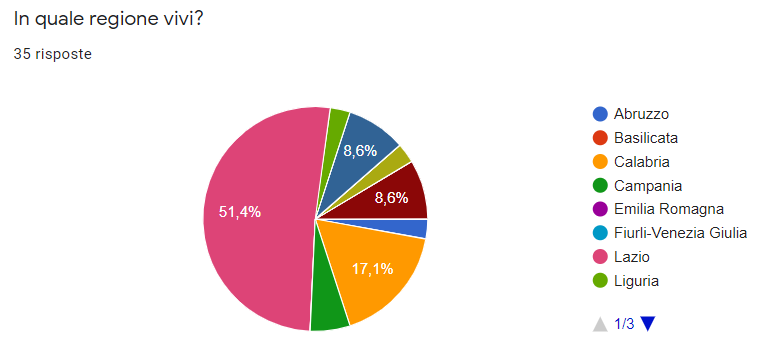 In quale regione vivi?
35 risposte
8,6%
8,6%
51,4%
17,1%
Abruzzo
Basilicata
Calabria
Campania
Emilia Romagna
Fiurli-Venezia Giulia
Lazio
Liguria
1/3